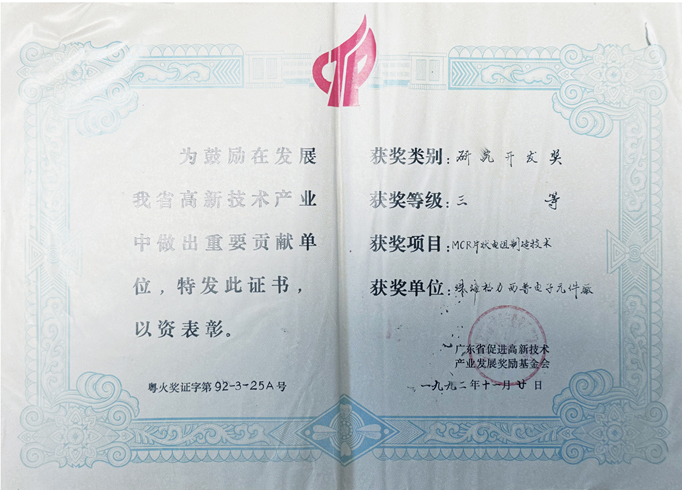 为鼓励在发展
我省高新技术产业
中做出重要贡献单
位，特发此证书，
以资表彰。
粤火奖证字第92-3-25A号
获奖类别：研究开发奖
获奖等级：三 等
获奖项目：MCR片状电阻制造技术
获奖单位：珠海松力西普电子元件厂
广东省促进高新技术
产业发展奖励基金会
一九九二年十一月廿日